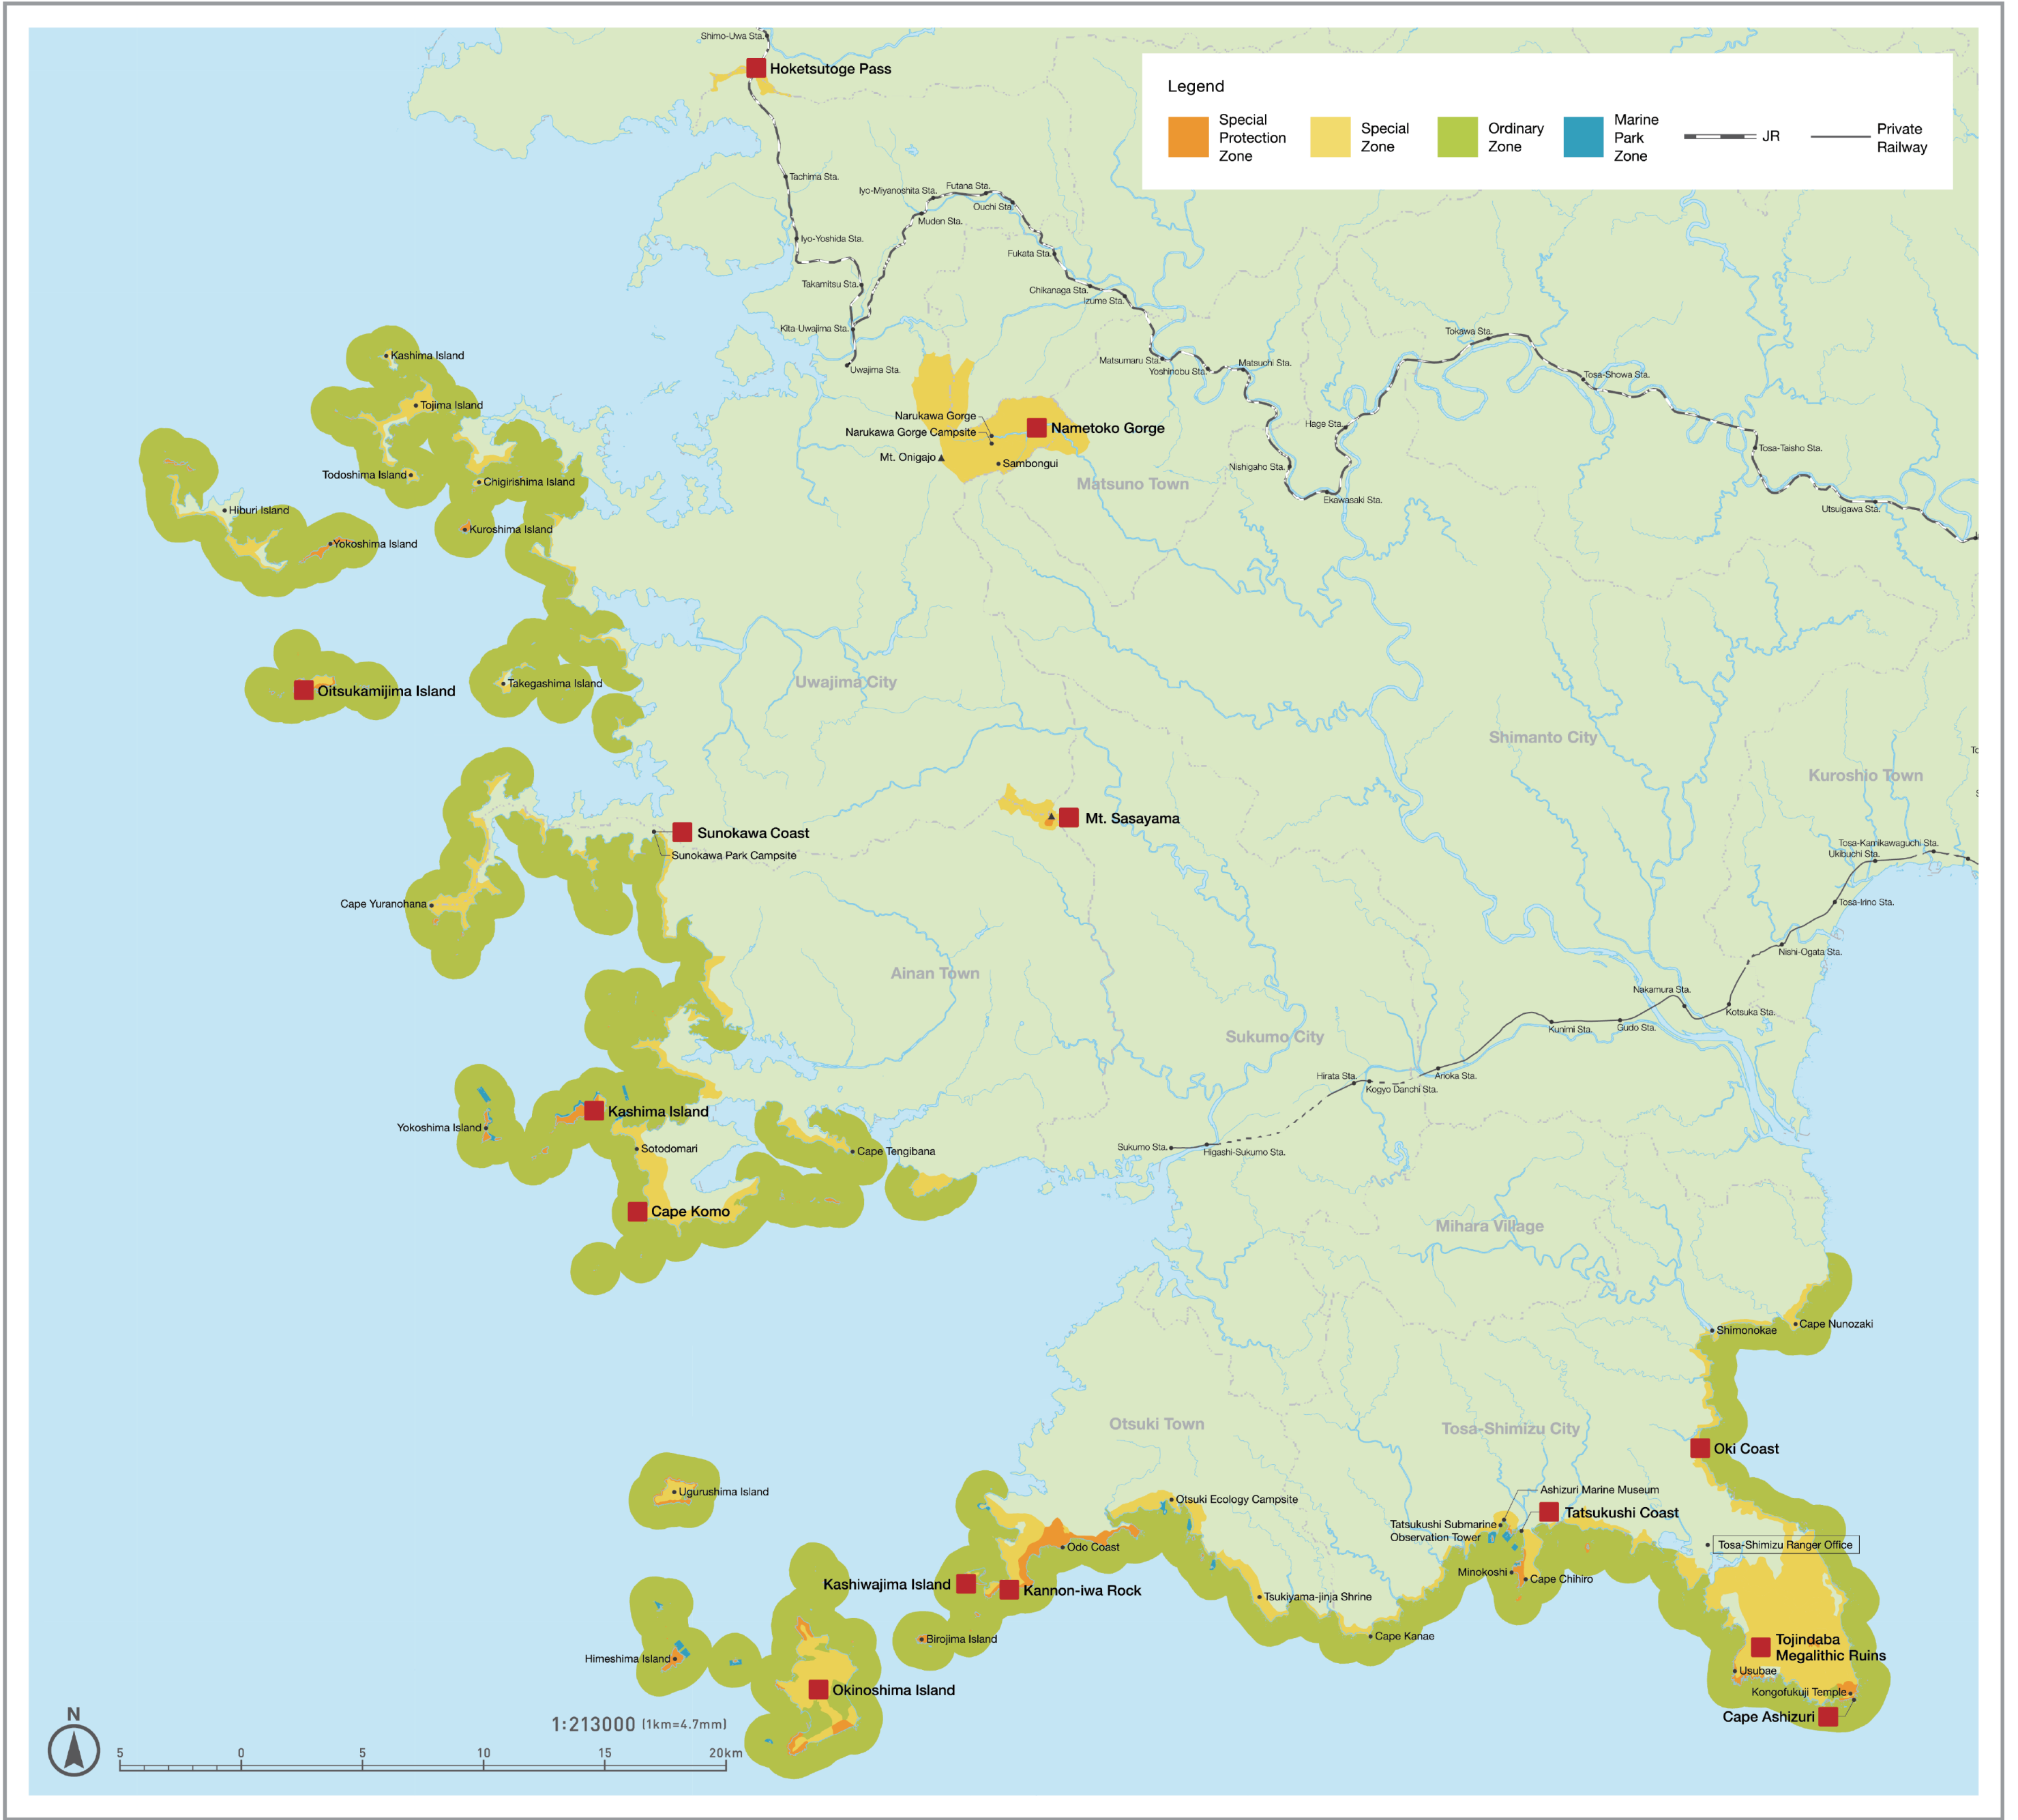 Shimo-Uwa Sta.
Hoketsutoge Pass
Legend
Special
Protection
Zone
Special
Zone
Ordinary
Zone
Marine
Park
Zone
JR
Private
Railway
Tachima Sta.
Iyo-Miyanoshita Sta.
Futana Sta.
Ouchi Sta.
Muden Sta.
Iyo-Yoshida Sta.
Fukata Sta.
Takamitsu Sta.
Chikanaga Sta.
Izume Sta.
Kita-Uwajima Sta.
Tokawa Sta.
Kashima Island
Matsumaru Sta.
Matsuchi Sta.
Uwajima Sta.
Yoshinobu Sta.
Tosa-Showa Sta.
Tojima Island
Narukawa Gorge
Hage Sta.
Nametoko Gorge
Narukawa Gorge Campsite
Tosa-Taisho Sta.
Mt. Onigajo
Sambongui
Nishigaho Sta.
Todoshima Island
Chigirishima Island
Matsuno Town
Ekawasaki Sta.
Hiburi Island
Utsuigawa Sta.
Kuroshima Island
Yokoshima Island
Uwajima City
Takegashima Island
Oitsukamijima Island
Shimanto City
Kuroshio Town
Mt. Sasayama
Sunokawa Coast
Tosa-Kamikawaguchi Sta.
Ukibuchi Sta.
Sunokawa Park Campsite
Cape Yuranohana
Tosa-Irino Sta.
Nishi-Ogata Sta.
Ainan Town
Nakamura Sta.
Kotsuka Sta.
Kunimi Sta.
Gudo Sta.
Sukumo City
Hirata Sta.
Arioka Sta.
Kogyo Danchi Sta.
Kashima Island
Yokoshima Island
Sotodomari
Cape Tengibana
Sukumo Sta.
Higashi-Sukumo Sta.
Cape Komo
Mihara Village
Cape Nunozaki
Shimonokae
Otsuki Town
Tosa-Shimizu City
Oki Coast
Ugurushima Island
Otsuki Ecology Campsite
Ashizuri Marine Museum
Tatsukushi Coast
Tatsukushi Submarine
Observation Tower
Odo Coast
Tosa-Shimizu Ranger Office
Minokoshi
Cape Chihiro
Kashiwajima Island
Kannon-iwa Rock
Tsukiyama-jinja Shrine
Cape Kanae
Birojima Island
Tojindaba
Megalithic Ruins
Himeshima Island
Usubae
Okinoshima Island
Kongofukuji Temple
Cape Ashizuri
N
1:213000 (1km=4.7mm)
5 0 5 10 15 20km